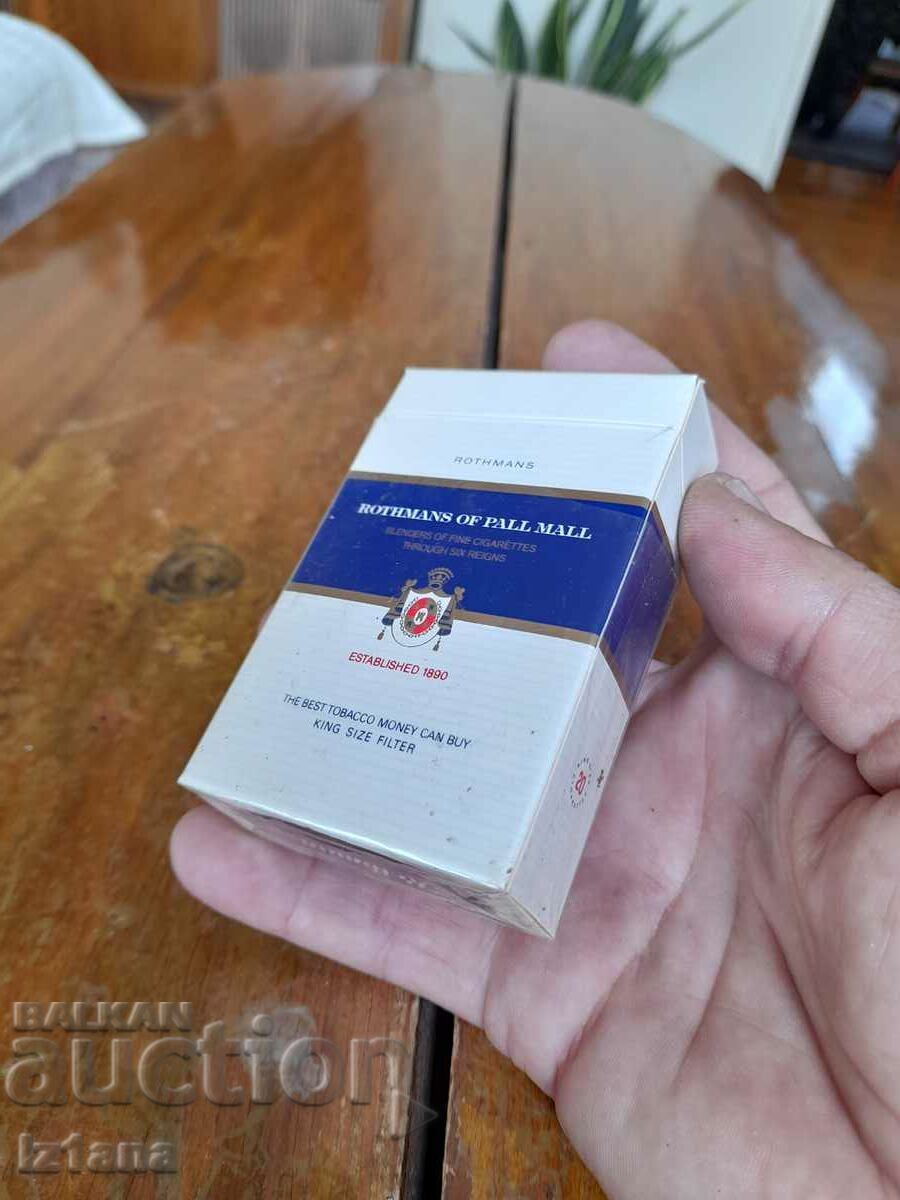 ROTHMANS
ROTHMANS OF PALL MALL
BLENDERS OF FINE CIGARETTES
THROUGH SIX REIGNS
ESTABLISHED 1890
THE BEST TOBACCO MONEY CAN BUY
KING SIZE FILTER
20
BALKAN
auction
Iz1ana